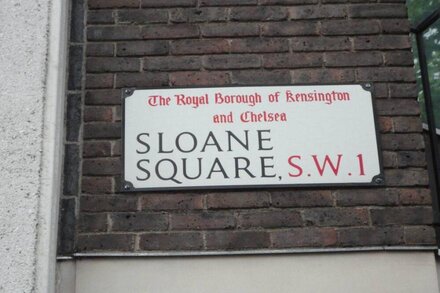 The Royal Borough of Kensington
and Chelsea
SLOANE
SQUARE, S.W.1